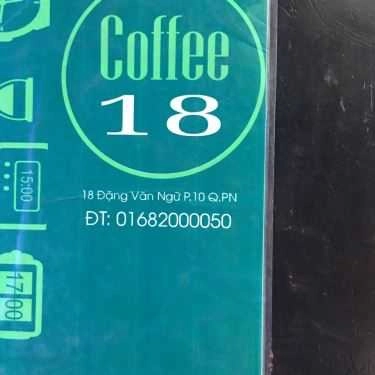 Coffee
18
18 Đặng Văn Ngữ P.10 Q.PN
ĐT: 01682000050
15:00
17:00